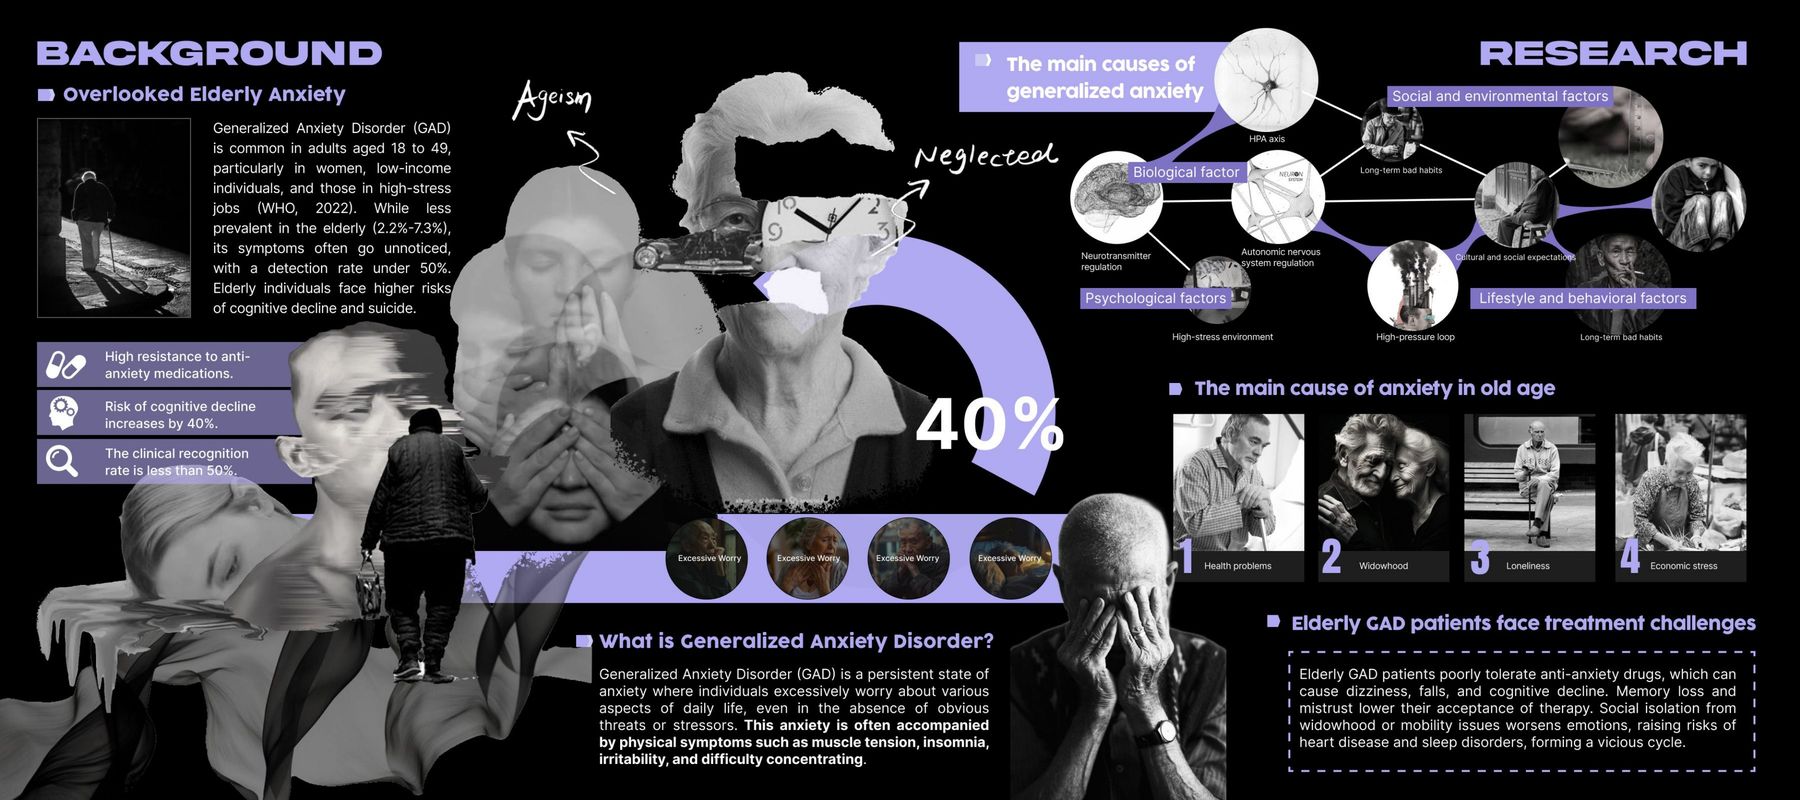 BACKGROUND
Overlooked Elderly Anxiety
Generalized Anxiety Disorder (GAD)
is common in adults aged 18 to 49,
particularly in women, low-income
individuals, and those in high-stress
jobs (WHO, 2022). While less
prevalent in the elderly (2.2%-7.3%),
its symptoms often go unnoticed,
with a detection rate under 50%.
Elderly individuals face higher risks
of cognitive decline and suicide.
High resistance to anti-
anxiety medications.
Risk of cognitive decline
increases by 40%.
The clinical recognition
rate is less than 50%.
Ageism
Neglected
10
9
2
3
40%
Excessive Worry
Excessive Worry
Excessive Worry
Excessive Worry
What is Generalized Anxiety Disorder?
Generalized Anxiety Disorder (GAD) is a persistent state of
anxiety where individuals excessively worry about various
aspects of daily life, even in the absence of obvious
threats or stressors. This anxiety is often accompanied
by physical symptoms such as muscle tension, insomnia,
irritability, and difficulty concentrating.
RESEARCH
The main causes of
generalized anxiety
HPA axis
Social and environmental factors
Long-term bad habits
Biological factor
NEURON
SYSTEM
Neurotransmitter
regulation
Autonomic nervous
system regulation
Cultural and social expectations
Psychological factors
Lifestyle and behavioral factors
High-stress environment
High-pressure loop
Long-term bad habits
The main cause of anxiety in old age
1 Health problems
2 Widowhood
3 Loneliness
4 Economic stress
Elderly GAD patients face treatment challenges
Elderly GAD patients poorly tolerate anti-anxiety drugs, which can
cause dizziness, falls, and cognitive decline. Memory loss and
mistrust lower their acceptance of therapy. Social isolation from
widowhood or mobility issues worsens emotions, raising risks of
heart disease and sleep disorders, forming a vicious cycle.